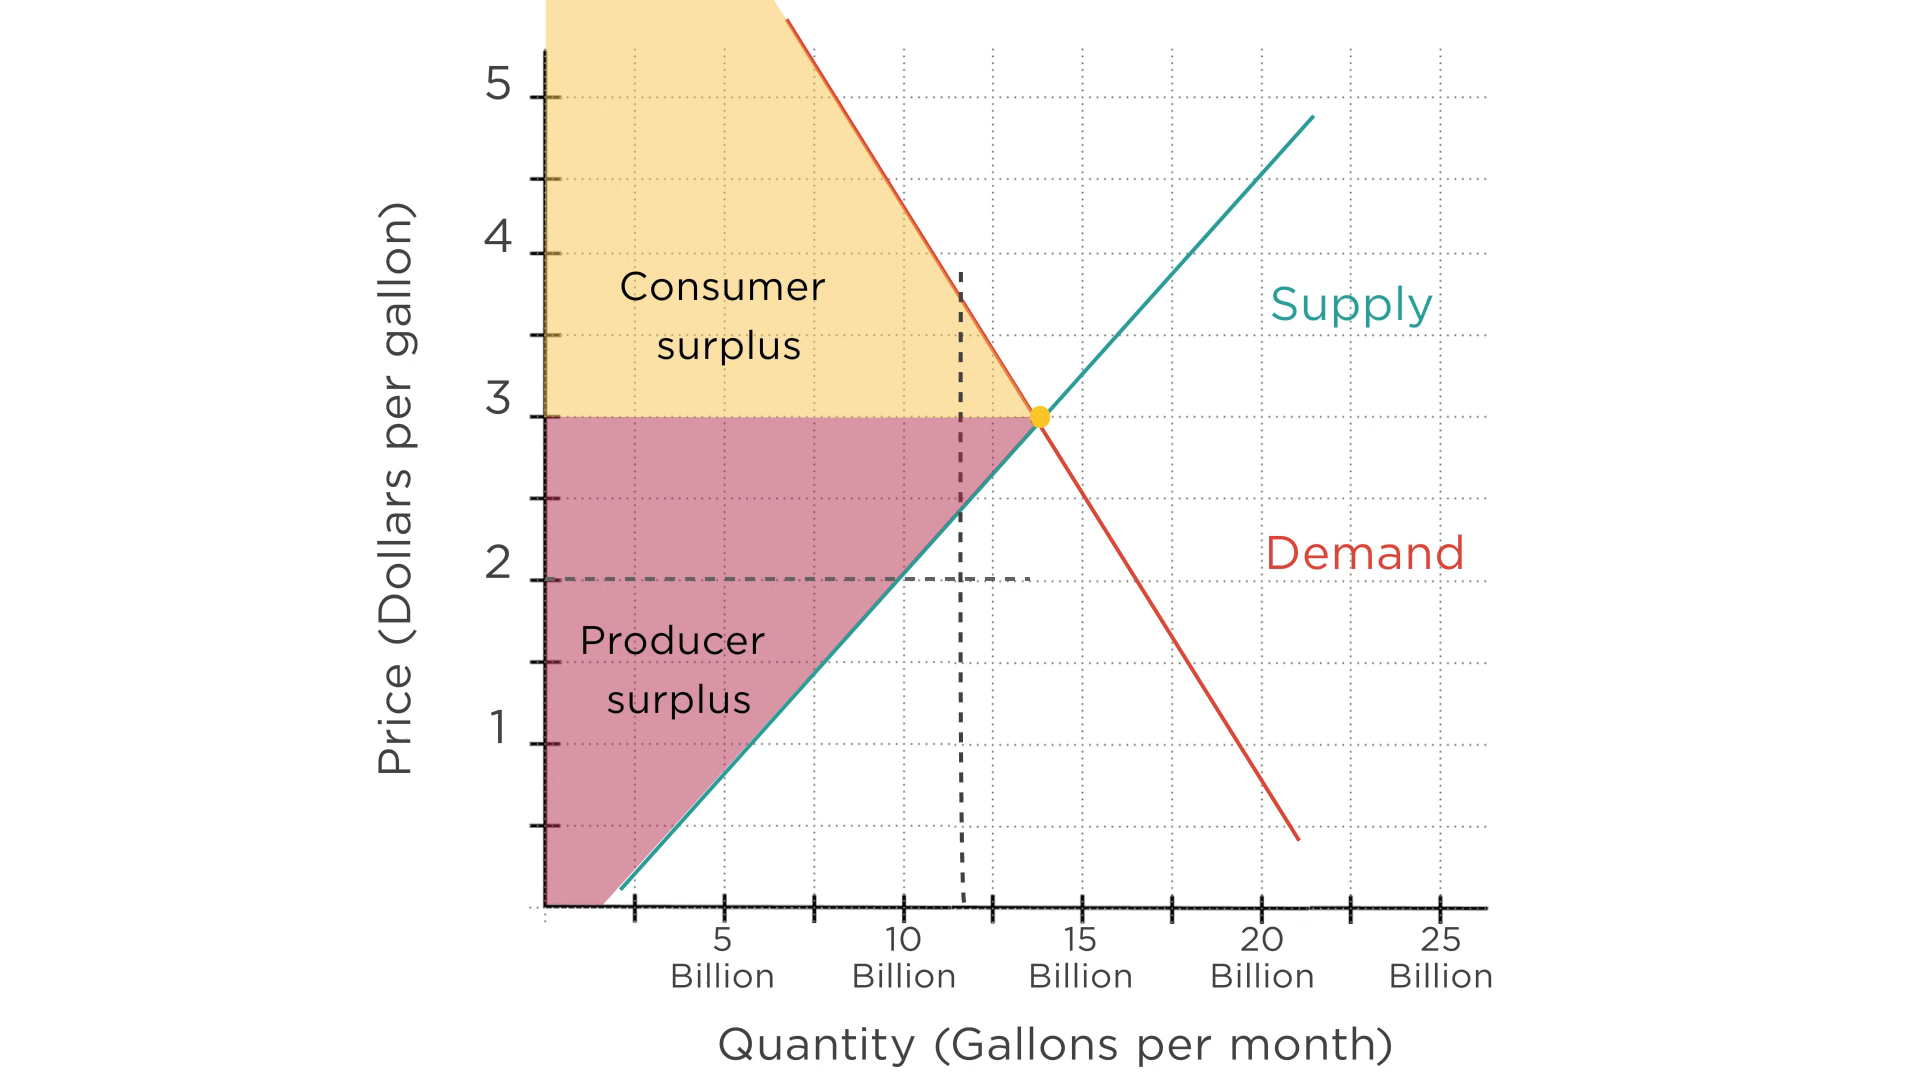 5
4
3
2
1
Price (Dollars per gallon)
Consumer
surplus
Producer
surplus
Supply
Demand
5
Billion
10
Billion
15
Billion
20
Billion
25
Billion
Quantity (Gallons per month)